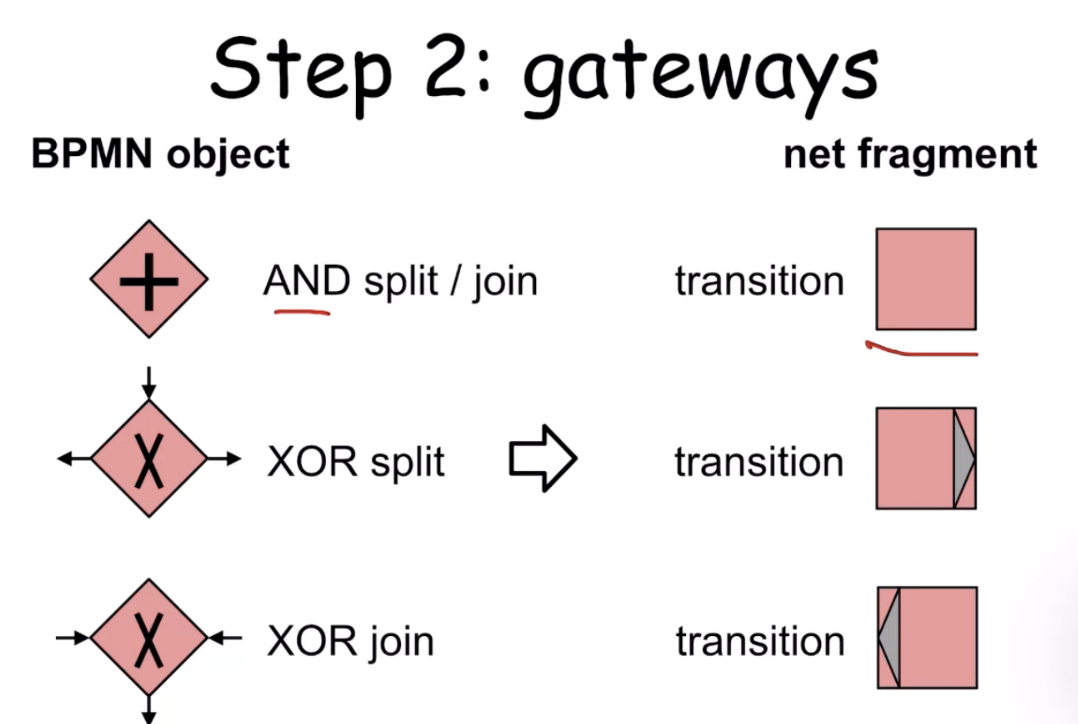 Step 2: gateways
BPMN object net fragment
AND split / join transition
XOR split transition
XOR join transition